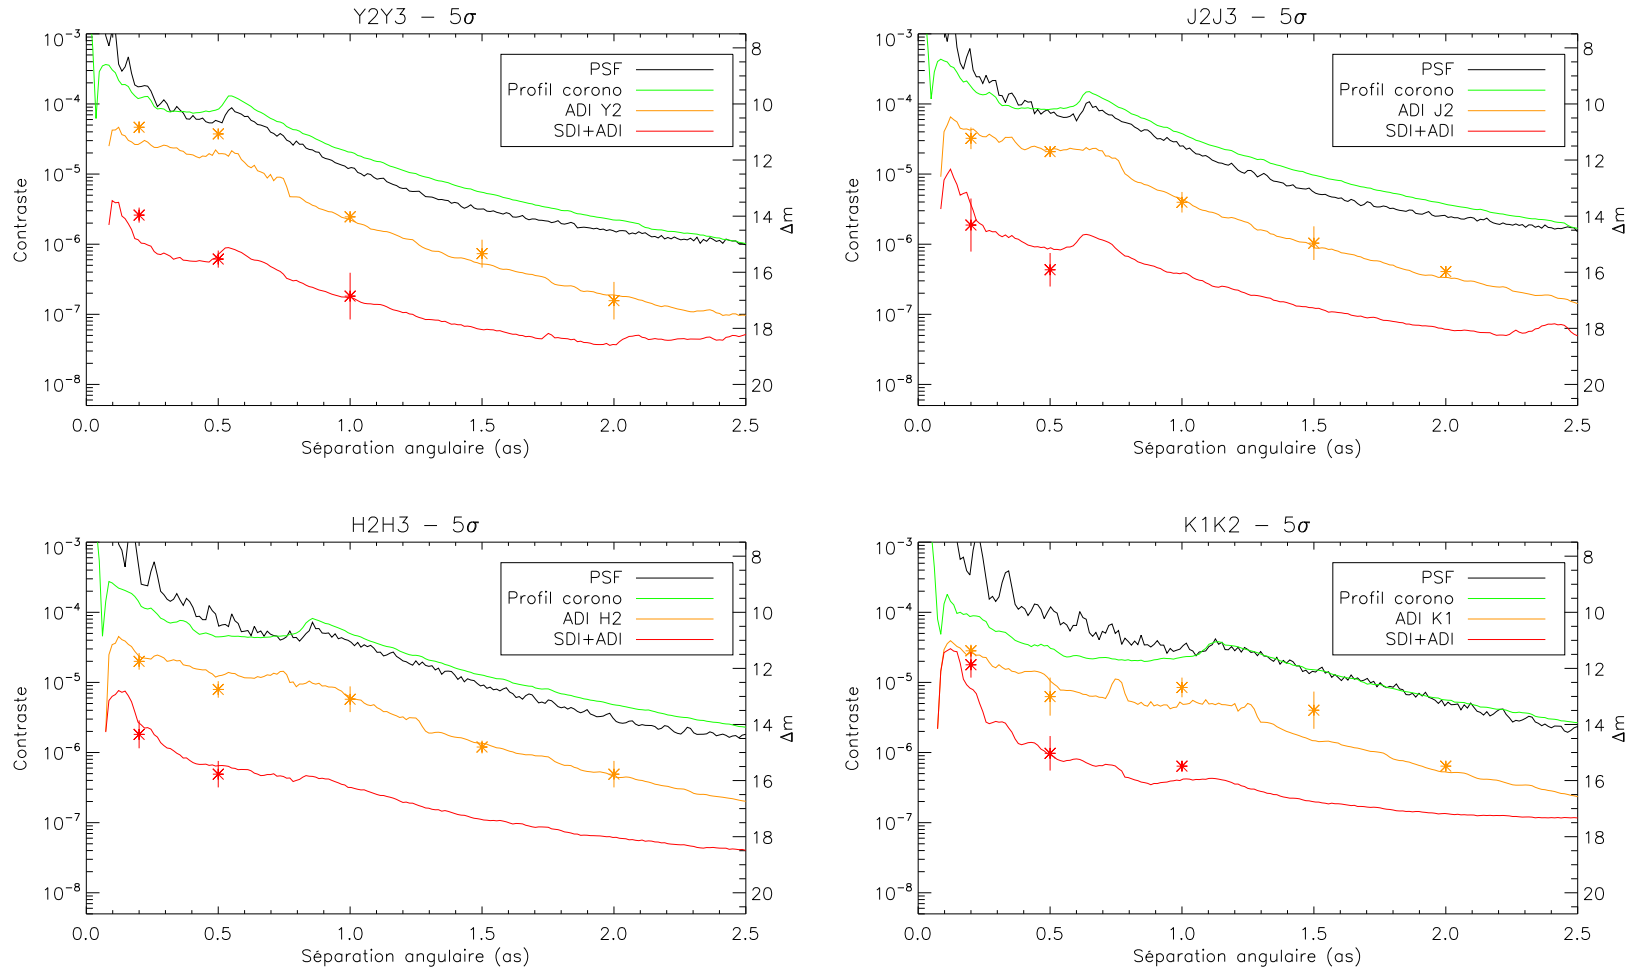 Y2Y3 – 5σ
10⁻³
10⁻⁴
10⁻⁵
10⁻⁶
10⁻⁷
10⁻⁸
Contraste
PSF
Profil corono
ADI Y2
SDI+ADI
8
10
12
14
16
18
20
Δm
0.0 0.5 1.0 1.5 2.0 2.5
Séparation angulaire (as)
J2J3 – 5σ
10⁻³
10⁻⁴
10⁻⁵
10⁻⁶
10⁻⁷
10⁻⁸
Contraste
PSF
Profil corono
ADI J2
SDI+ADI
8
10
12
14
16
18
20
Δm
0.0 0.5 1.0 1.5 2.0 2.5
Séparation angulaire (as)
H2H3 – 5σ
10⁻³
10⁻⁴
10⁻⁵
10⁻⁶
10⁻⁷
10⁻⁸
Contraste
PSF
Profil corono
ADI H2
SDI+ADI
8
10
12
14
16
18
20
Δm
0.0 0.5 1.0 1.5 2.0 2.5
Séparation angulaire (as)
K1K2 – 5σ
10⁻³
10⁻⁴
10⁻⁵
10⁻⁶
10⁻⁷
10⁻⁸
Contraste
PSF
Profil corono
ADI K1
SDI+ADI
8
10
12
14
16
18
20
Δm
0.0 0.5 1.0 1.5 2.0 2.5
Séparation angulaire (as)